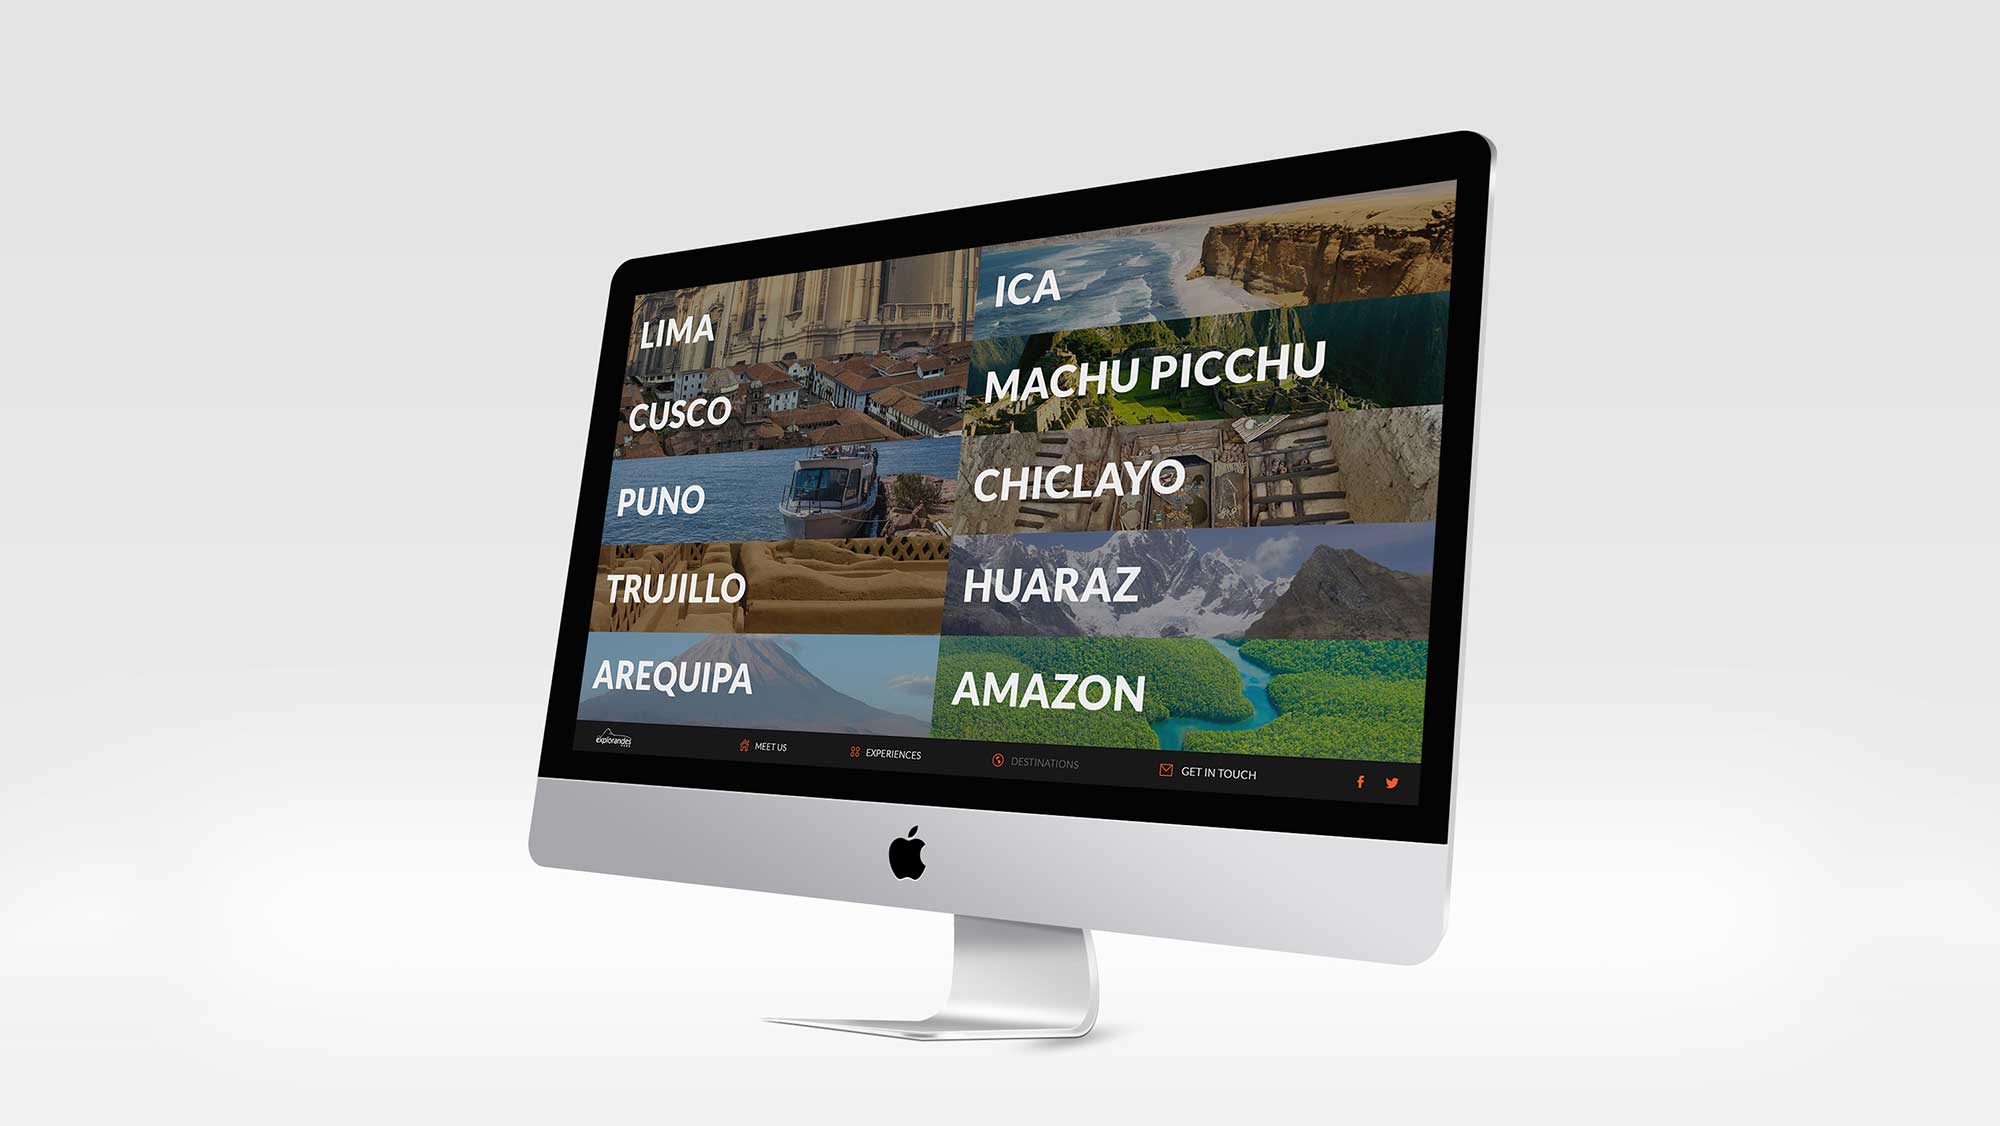 LIMA
CUSCO
PUNO
TRUJILLO
AREQUIPA
ICA
MACHU PICCHU
CHICLAYO
HUARAZ
AMAZON
explorandes
MEET US
EXPERIENCES
DESTINATIONS
GET IN TOUCH